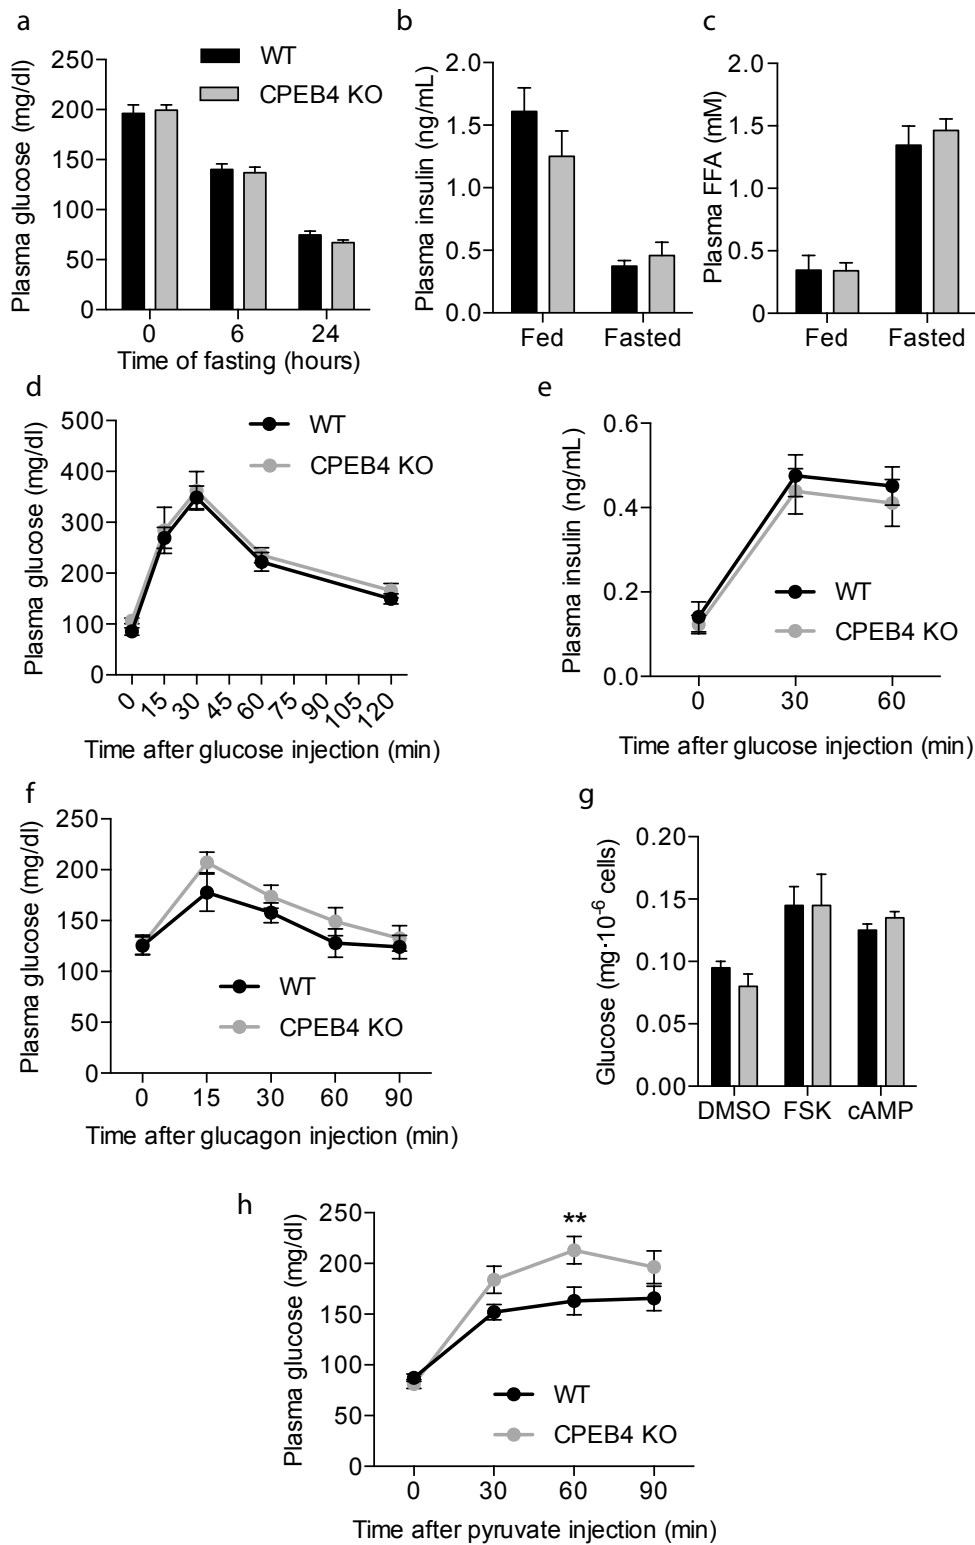 a
Plasma glucose (mg/dl)
250
200
150
100
50
0
WT
CPEB4 KO
0 6 24
Time of fasting (hours)
b
Plasma insulin (ng/mL)
2.0
1.5
1.0
0.5
0.0
Fed Fasted
c
Plasma FFA (mM)
2.0
1.5
1.0
0.5
0
Fed Fasted
d
Plasma glucose (mg/dl)
500
400
300
200
100
0
WT
CPEB4 KO
0 15 30 45 60 75 90 105 120
Time after glucose injection (min)
e
Plasma insulin (ng/mL)
0.6
0.4
0.2
0.0
WT
CPEB4 KO
0 30 60
Time after glucose injection (min)
f
Plasma glucose (mg/dl)
250
200
150
100
50
0
WT
CPEB4 KO
0 15 30 60 90
Time after glucagon injection (min)
g
Glucose (mg·10⁻⁶ cells)
0.20
0.15
0.10
0.05
0.00
DMSO FSK cAMP
h
Plasma glucose (mg/dl)
250
200
150
100
50
0
**
WT
CPEB4 KO
0 30 60 90
Time after pyruvate injection (min)